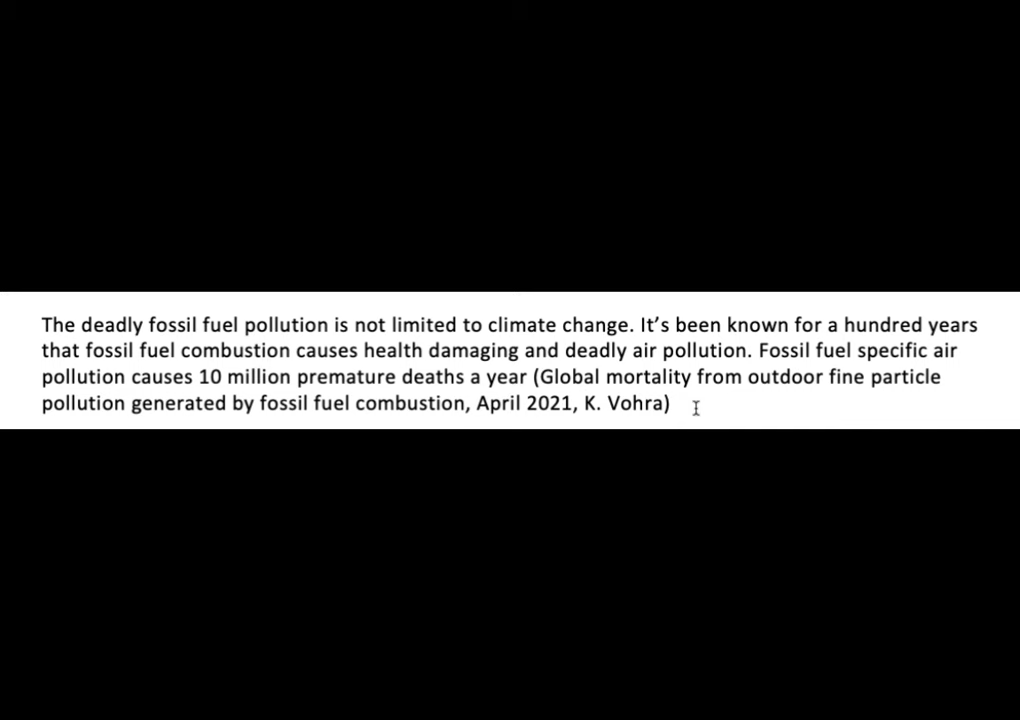 The deadly fossil fuel pollution is not limited to climate change. It’s been known for a hundred years
that fossil fuel combustion causes health damaging and deadly air pollution. Fossil fuel specific air
pollution causes 10 million premature deaths a year (Global mortality from outdoor fine particle
pollution generated by fossil fuel combustion, April 2021, K. Vohra)